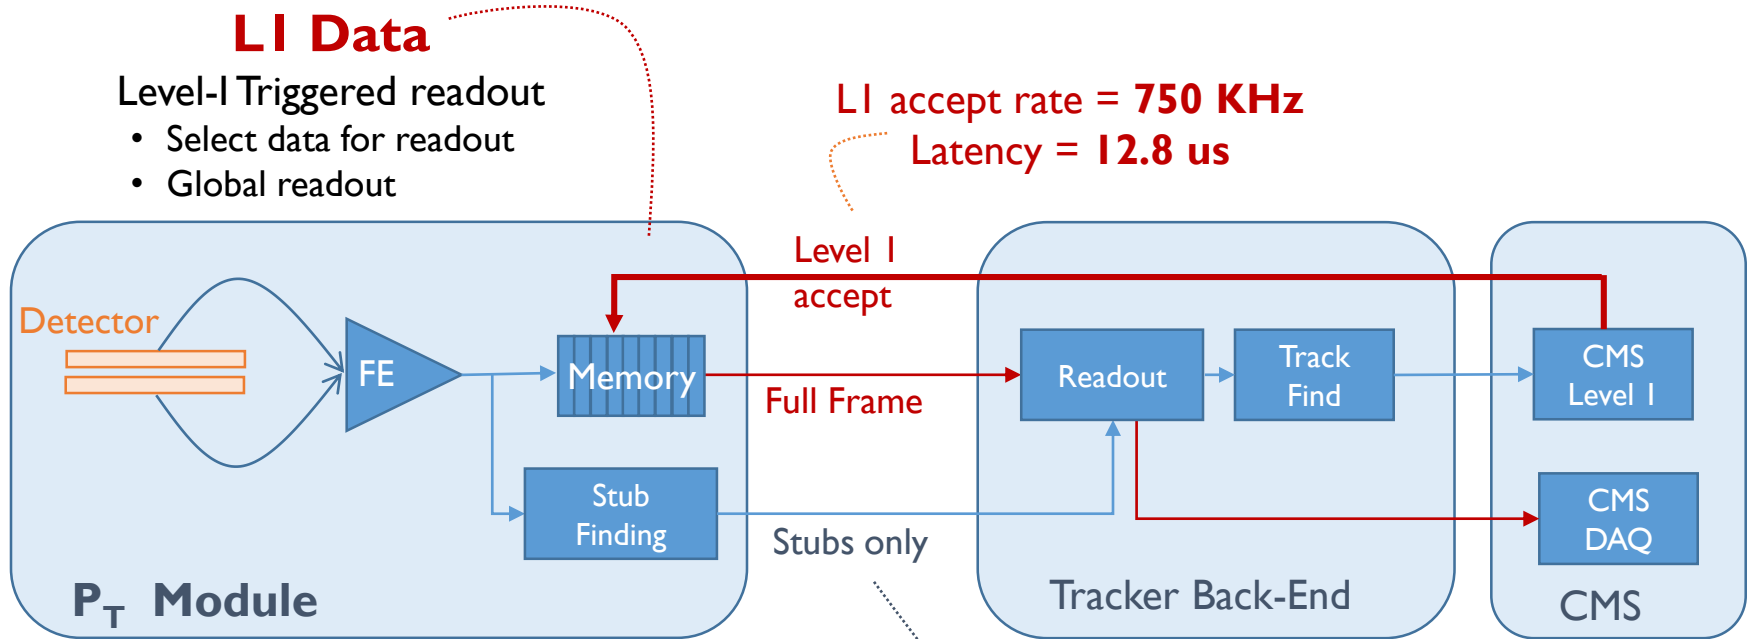 L1 Data
Level-1 Triggered readout
• Select data for readout
• Global readout
L1 accept rate = 750 KHz
Latency = 12.8 us
Level 1
accept
Detector
FE
Memory
Full Frame
Stub
Finding
Stubs only
PT Module
Readout
Track
Find
Tracker Back-End
CMS
Level 1
CMS
DAQ
CMS